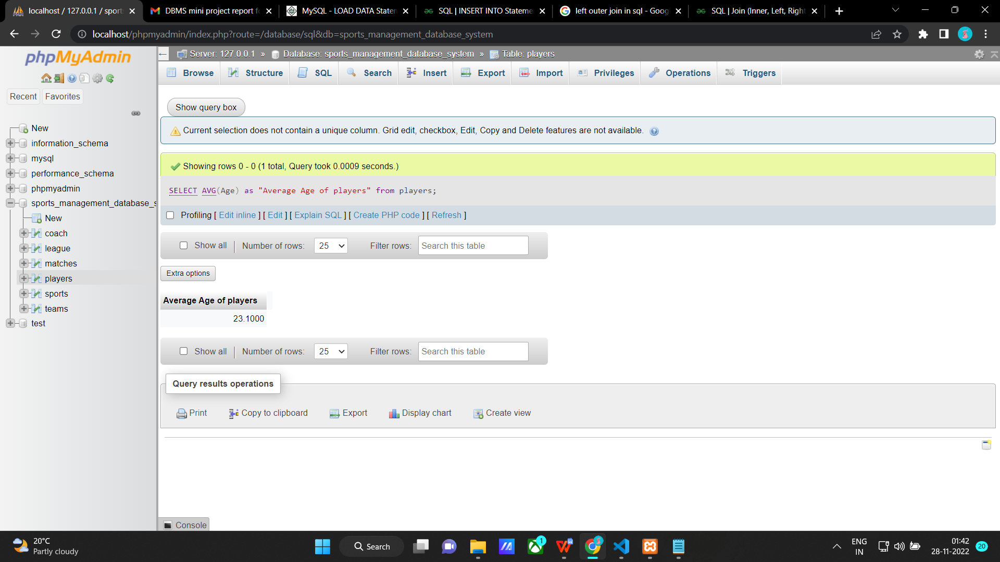 localhost / 127.0.0.1 / sport
DBMS mini project report fo
MySQL - LOAD DATA Statem
SQL | INSERT INTO Stateme
left outer join in sql - Goog
SQL | Join (Inner, Left, Right
localhost/phpmyadmin/index.php?route=/database/sql&db=sports_management_database_system
phpMyAdmin
Recent
Favorites
New
information_schema
mysql
performance_schema
phpmyadmin
sports_management_database_s
New
coach
league
matches
players
sports
teams
test
Server: 127.0.0.1 » Database: sports_management_database_system » Table: players
Browse
Structure
SQL
Search
Insert
Export
Import
Privileges
Operations
Triggers
Show query box
Current selection does not contain a unique column. Grid edit, checkbox, Edit, Copy and Delete features are not available.
Showing rows 0 - 0 (1 total, Query took 0.0009 seconds.)
SELECT AVG(Age) as "Average Age of players" from players;
Profiling [ Edit inline ] [ Edit ] [ Explain SQL ] [ Create PHP code ] [ Refresh ]
Show all | Number of rows: 25 Filter rows: Search this table
Extra options
Average Age of players
23.1000
Show all | Number of rows: 25 Filter rows: Search this table
Query results operations
Print
Copy to clipboard
Export
Display chart
Create view
Console
20°C
Partly cloudy
Search
1
ENG
IN
01:42
28-11-2022
20